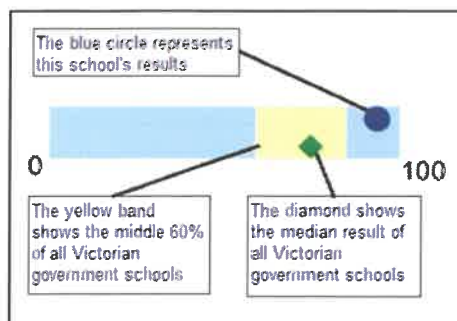 The blue circle represents
this school's results
0
100
The yellow band
shows the middle 60%
of all Victorian
government schools
The diamond shows
the median result of
all Victorian
government schools